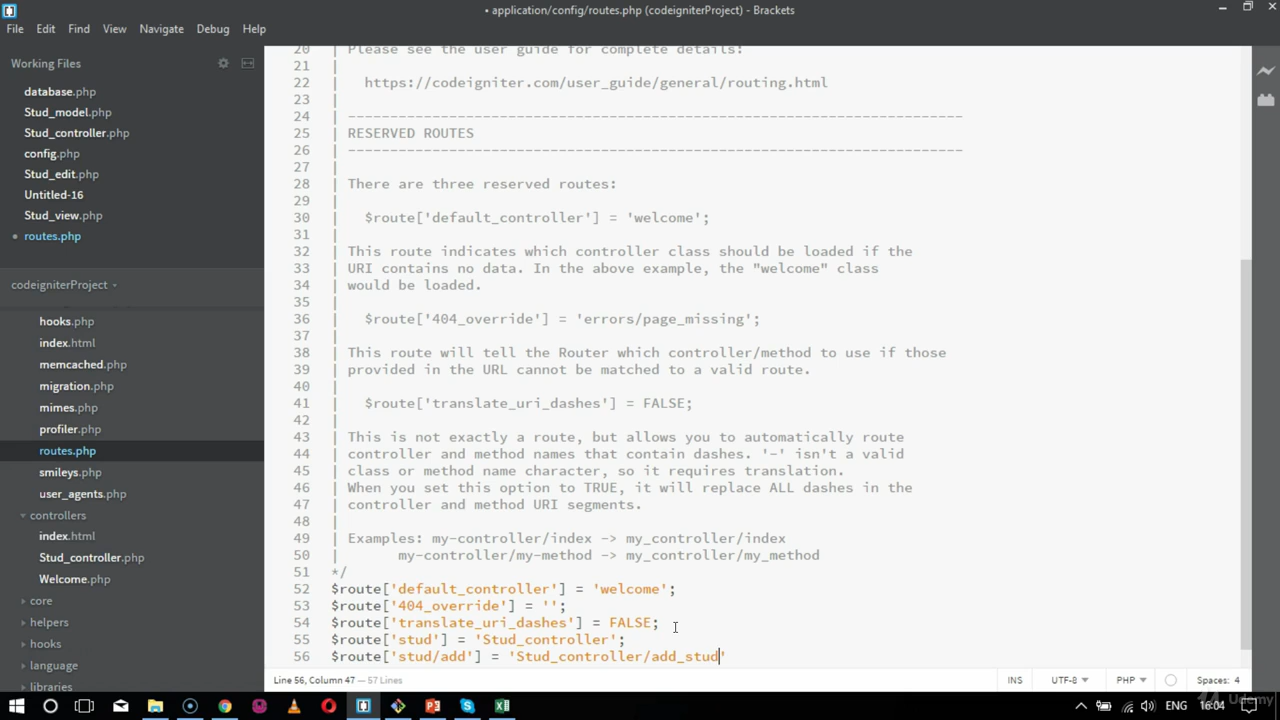 • application/config/routes.php (codeigniterProject) - Brackets
File Edit Find View Navigate Debug Help
Working Files
database.php
Stud_model.php
Stud_controller.php
config.php
Stud_edit.php
Untitled-16
Stud_view.php
• routes.php
codeigniterProject
hooks.php
index.html
memcached.php
migration.php
mimes.php
profiler.php
routes.php
smileys.php
user_agents.php
controllers
index.html
Stud_controller.php
Welcome.php
core
helpers
hooks
language
libraries
20 | Please see the user guide for complete details:
21 |
22 | https://codeigniter.com/user_guide/general/routing.html
23 |
24 | -------------------------------------------------------------------------
25 | RESERVED ROUTES
26 | -------------------------------------------------------------------------
27 |
28 | There are three reserved routes:
29 |
30 | $route['default_controller'] = 'welcome';
31 |
32 | This route indicates which controller class should be loaded if the
33 | URI contains no data. In the above example, the "welcome" class
34 | would be loaded.
35 |
36 | $route['404_override'] = 'errors/page_missing';
37 |
38 | This route will tell the Router which controller/method to use if those
39 | provided in the URL cannot be matched to a valid route.
40 |
41 | $route['translate_uri_dashes'] = FALSE;
42 |
43 | This is not exactly a route, but allows you to automatically route
44 | controller and method names that contain dashes. '-' isn't a valid
45 | class or method name character, so it requires translation.
46 | When you set this option to TRUE, it will replace ALL dashes in the
47 | controller and method URI segments.
48 |
49 | Examples: my-controller/index -> my_controller/index
50 | my-controller/my-method -> my_controller/my_method
51 */
52 $route['default_controller'] = 'welcome';
53 $route['404_override'] = '';
54 $route['translate_uri_dashes'] = FALSE;
55 $route['stud'] = 'Stud_controller';
56 $route['stud/add'] = 'Stud_controller/add_stud'
Line 56, Column 47 — 57 Lines
INS UTF-8 PHP Spaces: 4
ENG 16:04
Udemy